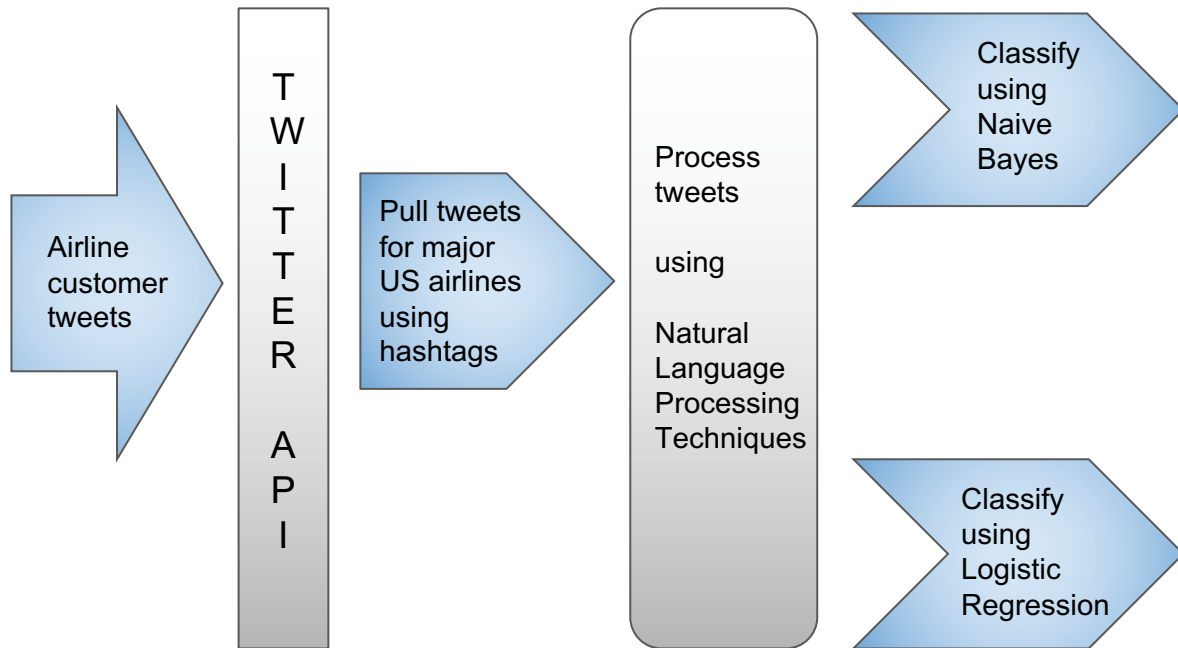 Airline
customer
tweets
T
W
I
T
T
E
R
A
P
I
Pull tweets
for major
US airlines
using
hashtags
Process
tweets
using
Natural
Language
Processing
Techniques
Classify
using
Naive
Bayes
Classify
using
Logistic
Regression